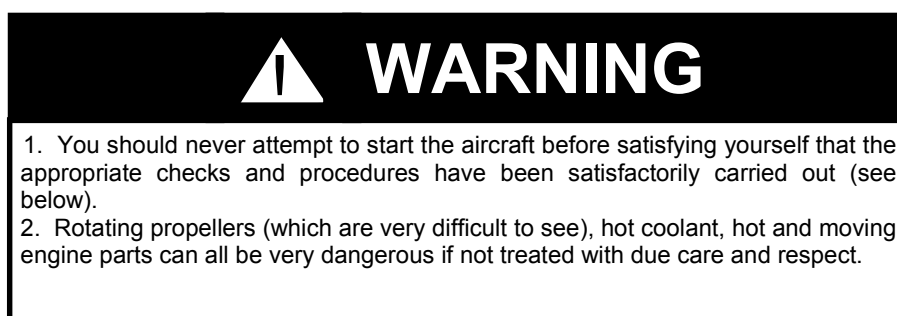 WARNING
1. You should never attempt to start the aircraft before satisfying yourself that the
appropriate checks and procedures have been satisfactorily carried out (see
below).
2. Rotating propellers (which are very difficult to see), hot coolant, hot and moving
engine parts can all be very dangerous if not treated with due care and respect.